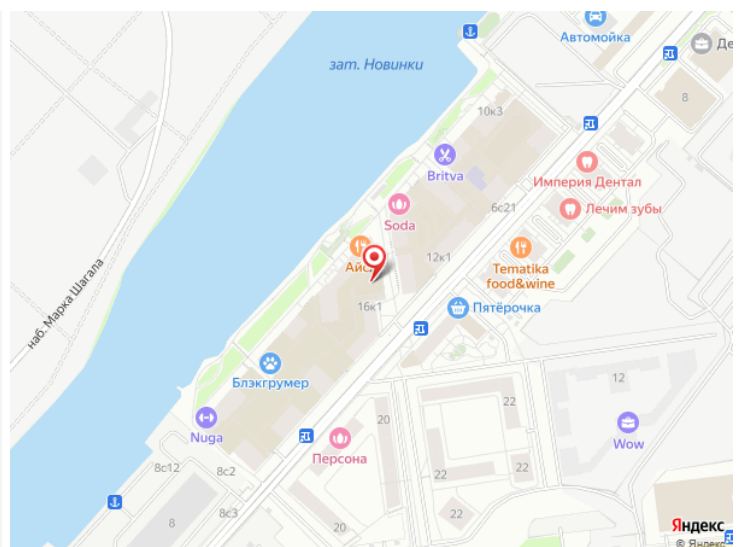 Автомойка
зат. Новинки
8
10к3
Britva
Империя Дентал
Лечим зубы
Soda
6с21
12к1
Tematika
food&wine
наб. Марка Шагала
16к1
Пятёрочка
Блэкгрумер
12
Nuga
20
22
22
Wow
Персона
8с12
8с2
22
22
8
8с3
20
22
Яндекс